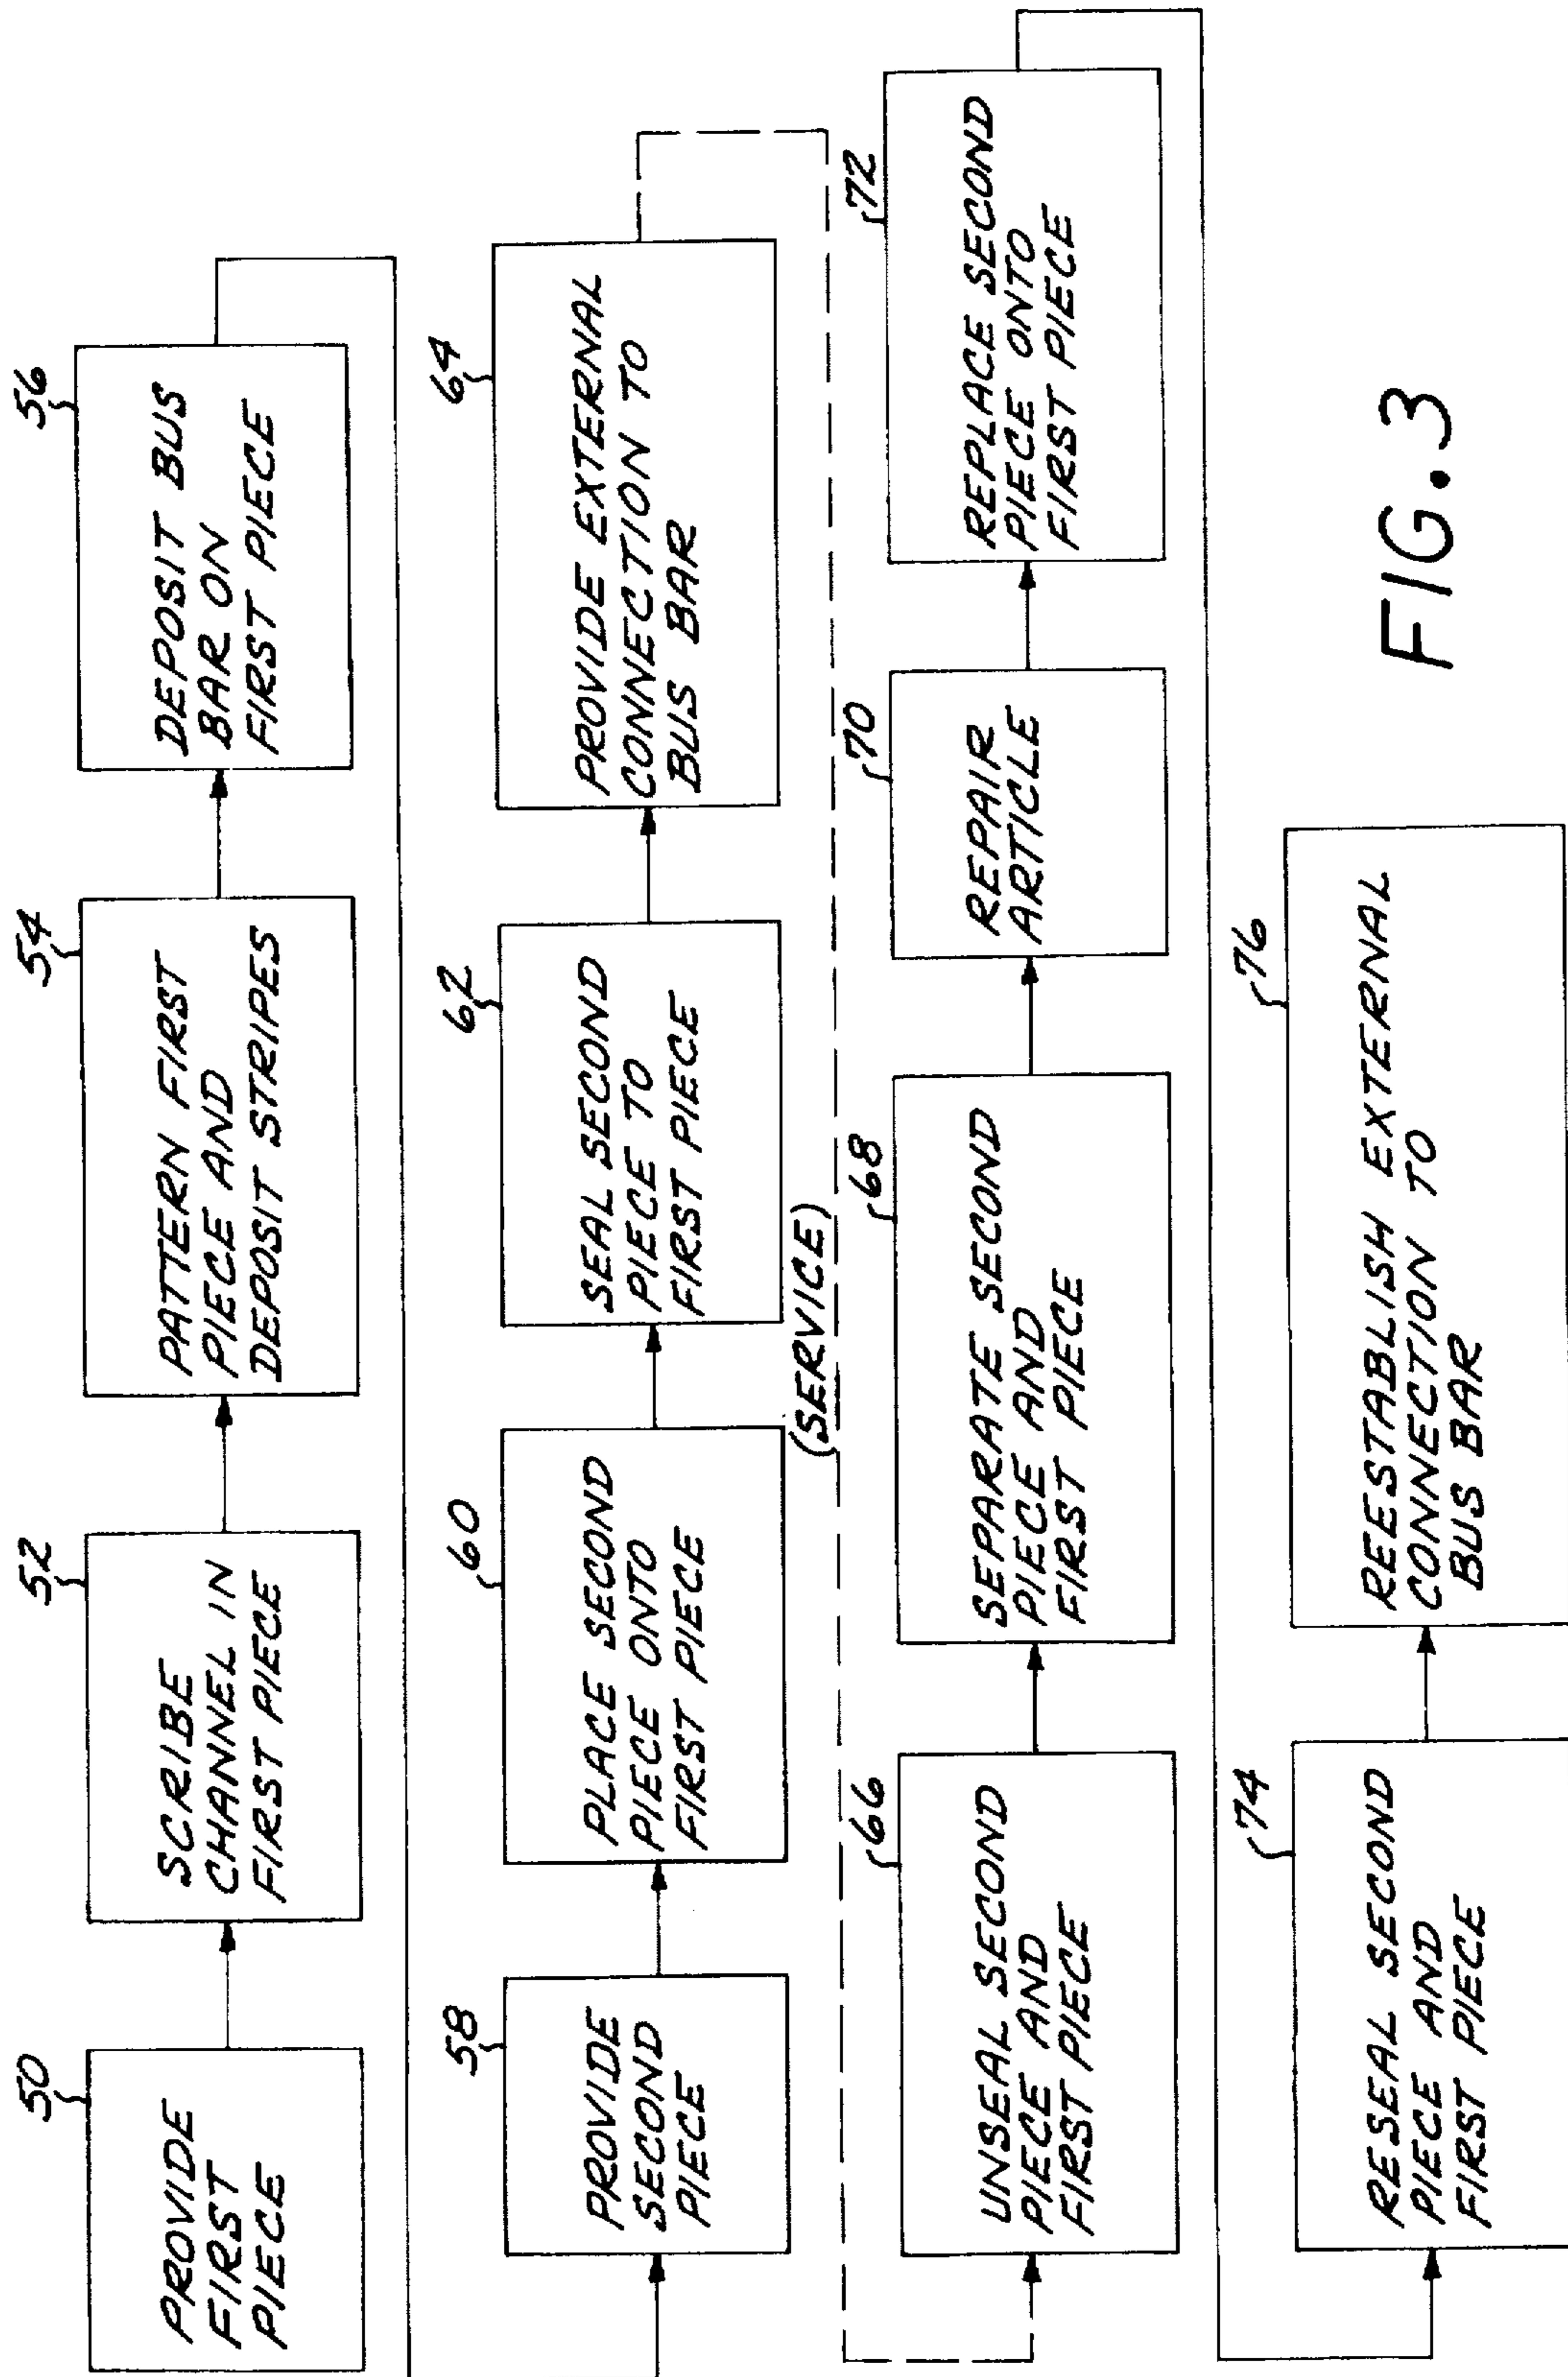 50
PROVIDE
FIRST
PIECE
52
SCRIBE
CHANNEL IN
FIRST PIECE
54
PATTERN FIRST
PIECE AND
DEPOSIT STRIPES
56
DEPOSIT BUS
BAR ON
FIRST PIECE
58
PROVIDE
SECOND
PIECE
60
PLACE SECOND
PIECE ONTO
FIRST PIECE
62
SEAL SECOND
PIECE TO
FIRST PIECE
64
PROVIDE EXTERNAL
CONNECTION TO
BUS BAR
(SERVICE)
66
UNSEAL SECOND
PIECE AND
FIRST PIECE
68
SEPARATE SECOND
PIECE AND
FIRST PIECE
70
REPAIR
ARTICLE
72
REPLACE SECOND
PIECE ONTO
FIRST PIECE
74
RESEAL SECOND
PIECE AND
FIRST PIECE
76
REESTABLISH EXTERNAL
CONNECTION TO
BUS BAR
FIG.3